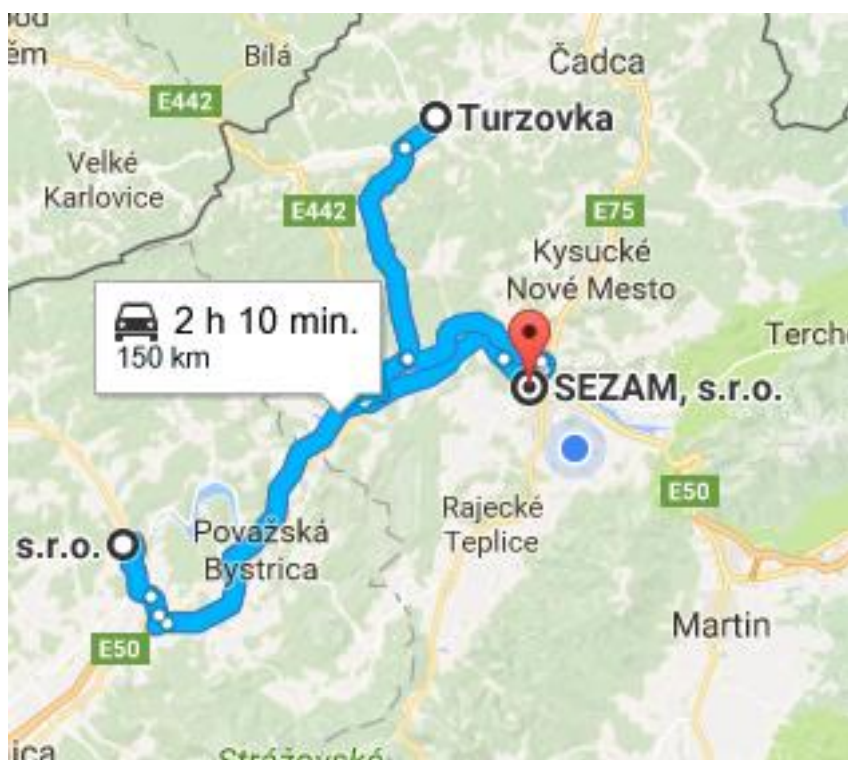 Bílá
Čadca
E442
Turzovka
Velké
Karlovice
E442
E75
Kysucké
Nové Mesto
2 h 10 min.
150 km
SEZAM, s.r.o.
E50
Rajecké
Teplice
s.r.o.
Považská
Bystrica
Martin
E50